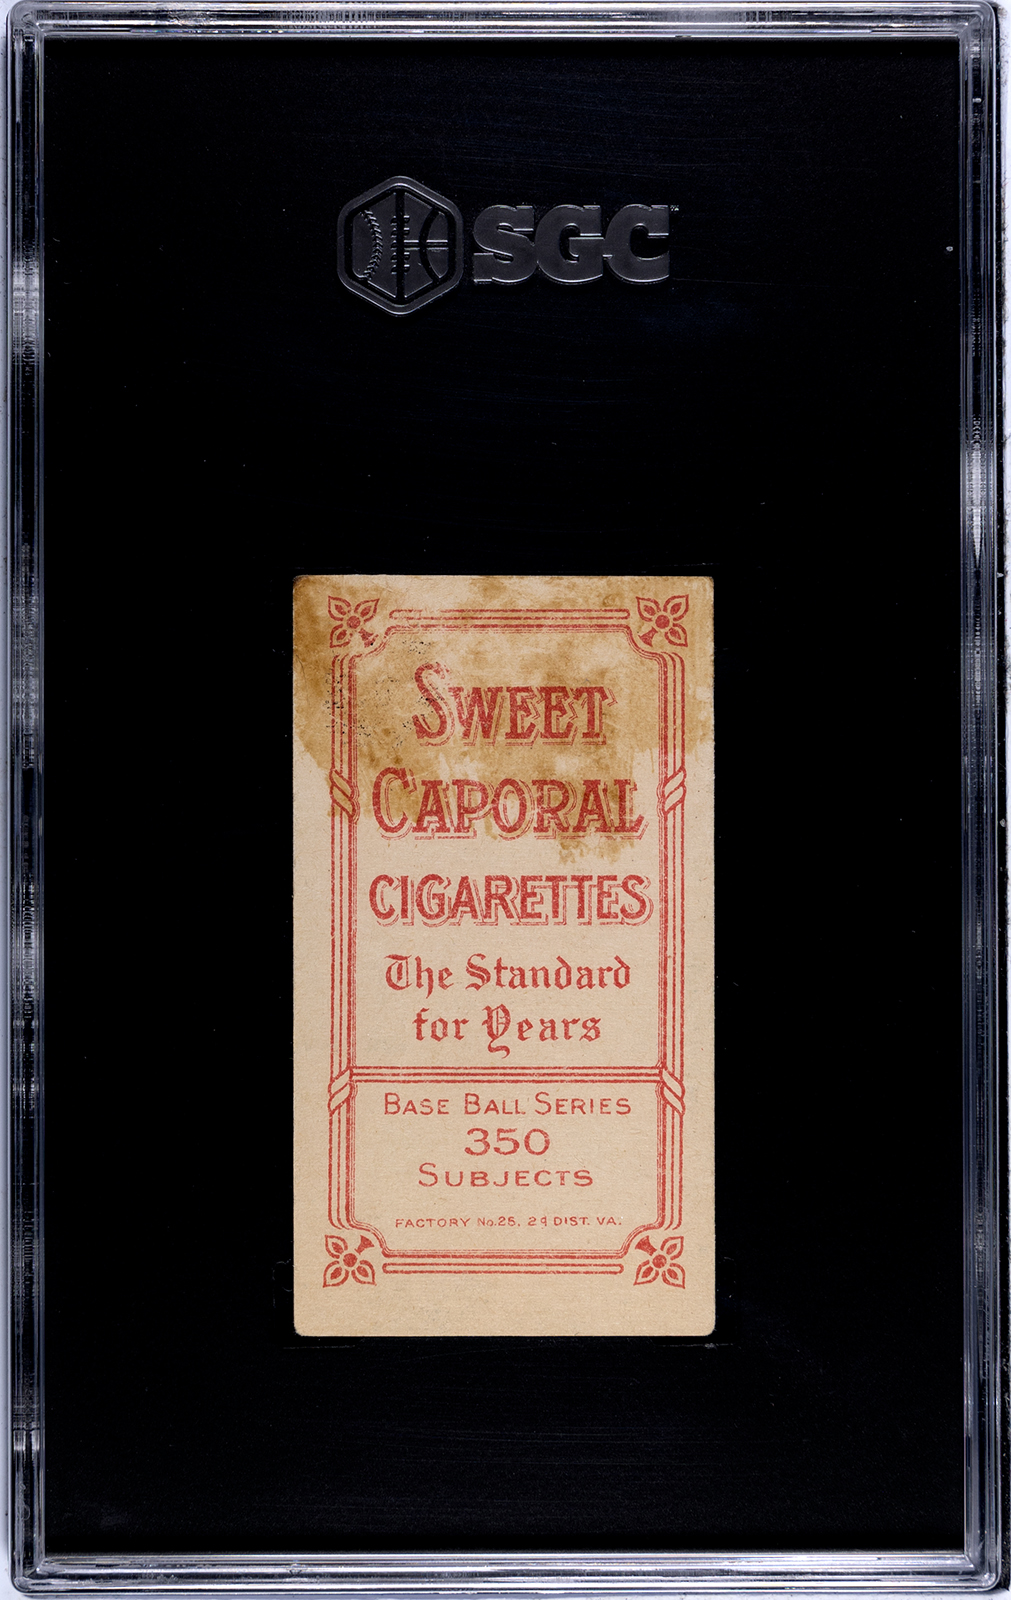 SGC
SWEET
CAPORAL
CIGARETTES
The Standard
for Years
BASE BALL SERIES
350
SUBJECTS
FACTORY No. 25, 2d DIST. VA.